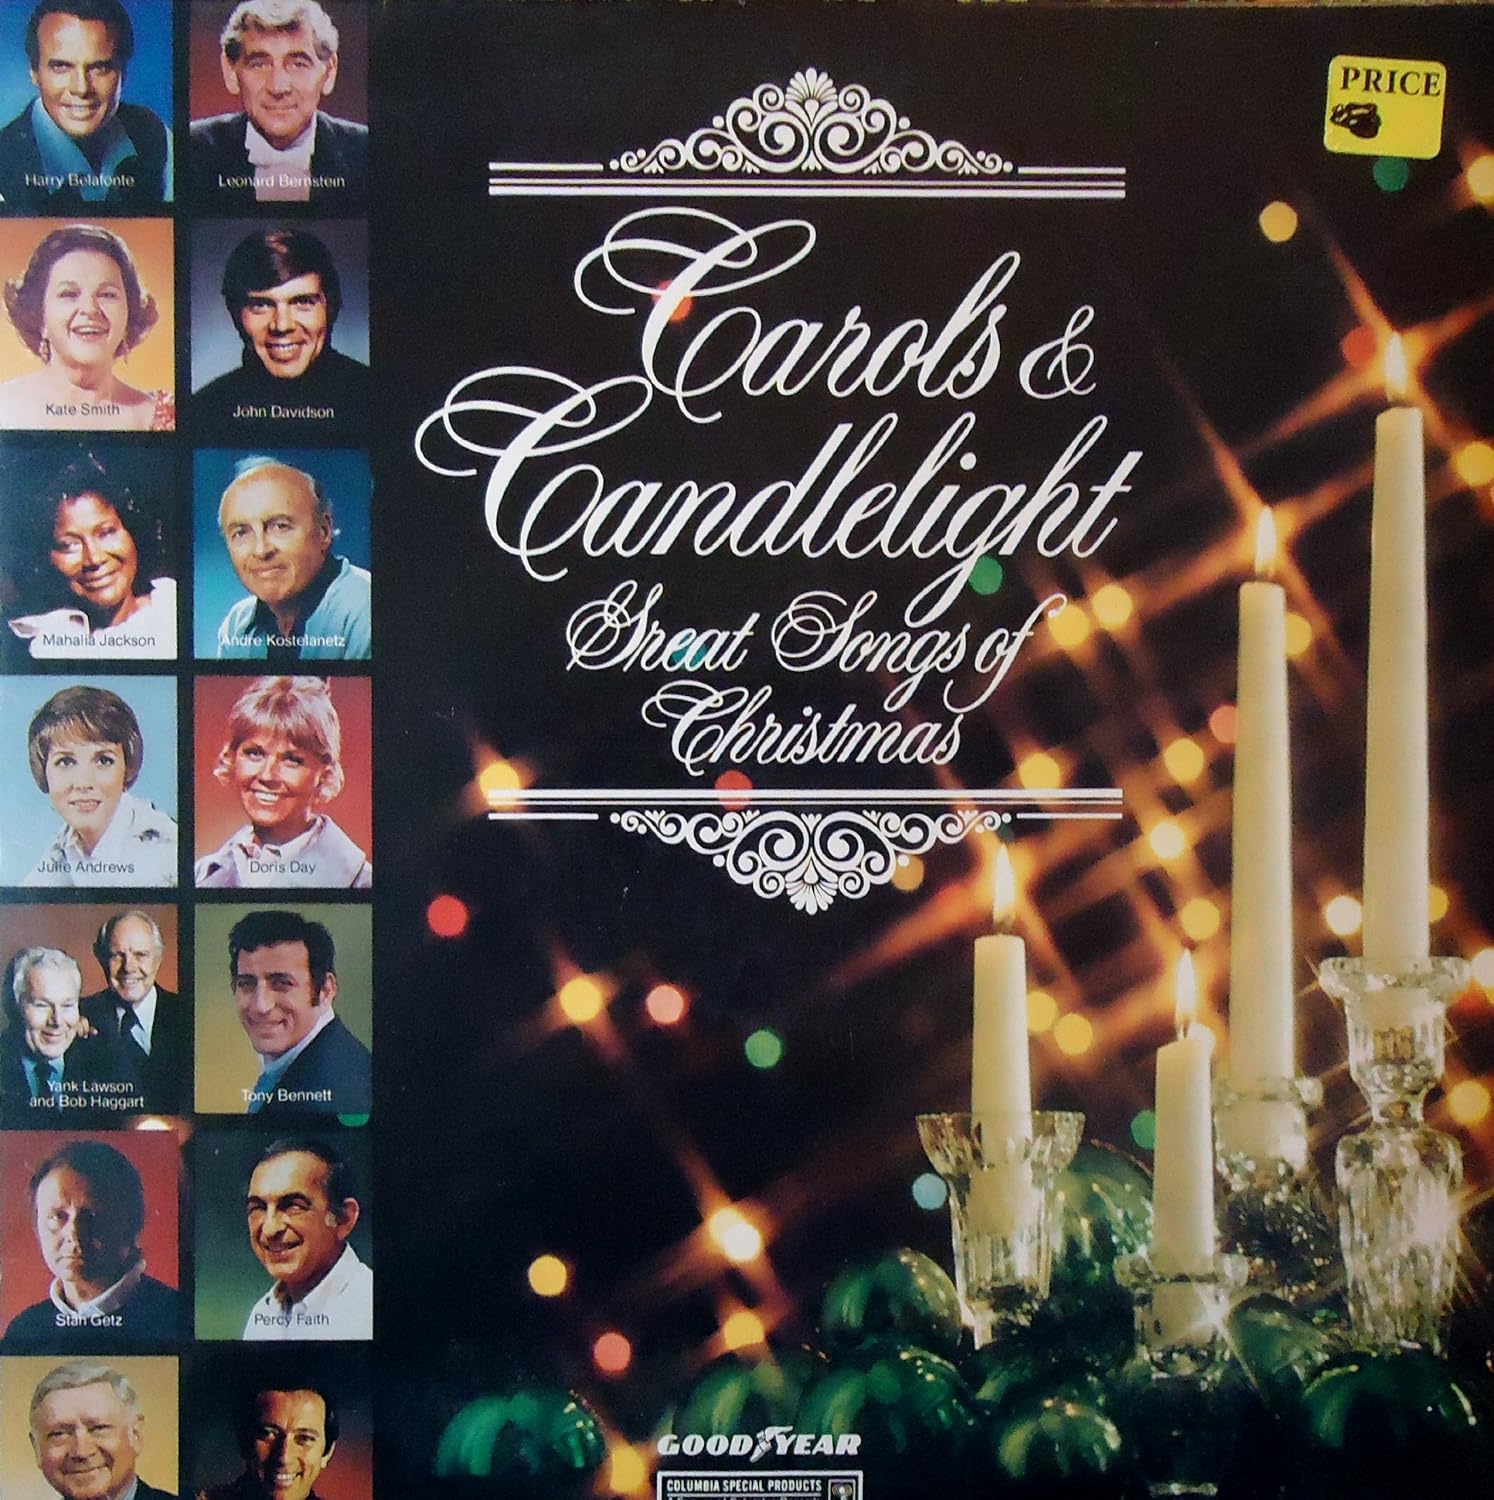 Harry Belafonte
Leonard Bernstein
Kate Smith
John Davidson
Mahalia Jackson
Andre Kostelanetz
Julie Andrews
Doris Day
Yank Lawson
and Bob Haggart
Tony Bennett
Stan Getz
Percy Faith
PRICE
Carols &
Candlelight
Great Songs of
Christmas
GOODYEAR
COLUMBIA SPECIAL PRODUCTS